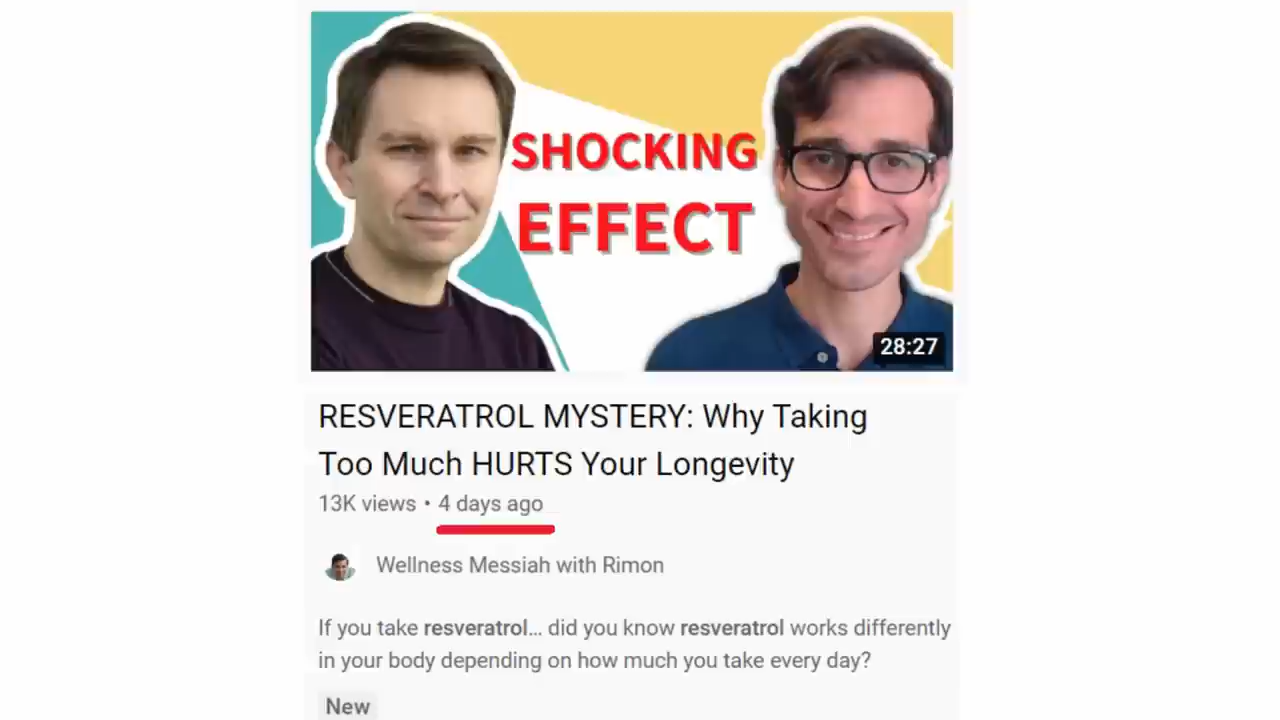 SHOCKING
EFFECT
28:27
RESVERATROL MYSTERY: Why Taking
Too Much HURTS Your Longevity
13K views • 4 days ago
Wellness Messiah with Rimon
If you take resveratrol... did you know resveratrol works differently
in your body depending on how much you take every day?
New